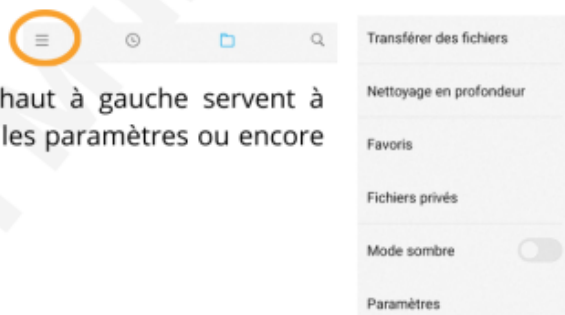 haut à gauche servent à
les paramètres ou encore
Transférer des fichiers
Nettoyage en profondeur
Favoris
Fichiers privés
Mode sombre
Paramètres